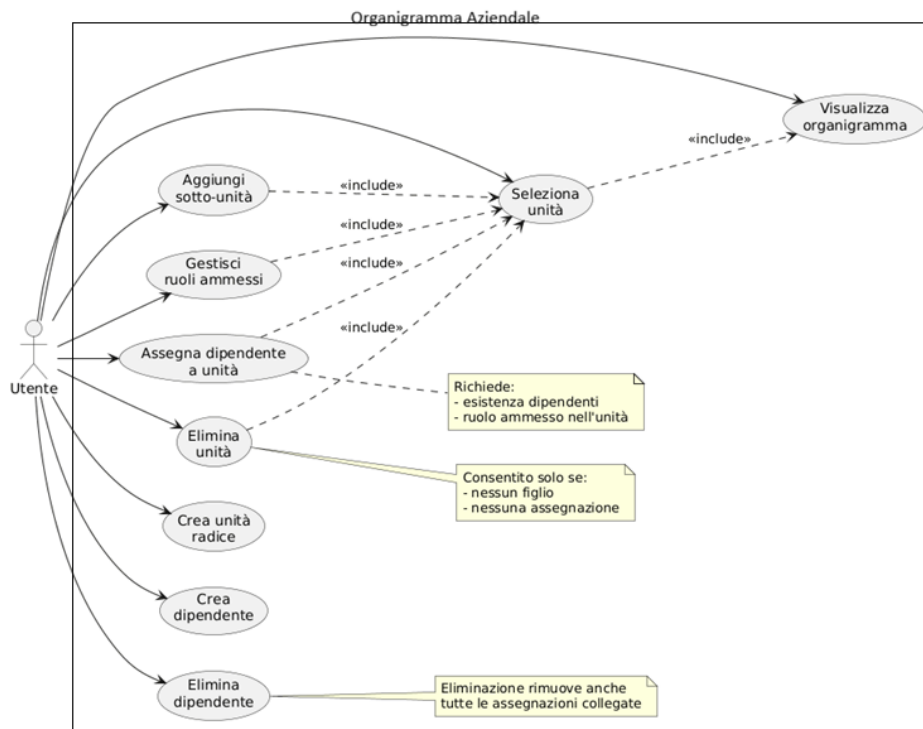 Organigramma Aziendale
Visualizza
organigramma
«include»
Aggiungi
sotto-unità
«include»
Seleziona
unità
«include»
Gestisci
ruoli ammessi
«include»
«include»
Assegna dipendente
a unità
Utente
Richiede:
- esistenza dipendenti
- ruolo ammesso nell'unità
Elimina
unità
Consentito solo se:
- nessun figlio
- nessuna assegnazione
Crea unità
radice
Crea
dipendente
Elimina
dipendente
Eliminazione rimuove anche
tutte le assegnazioni collegate